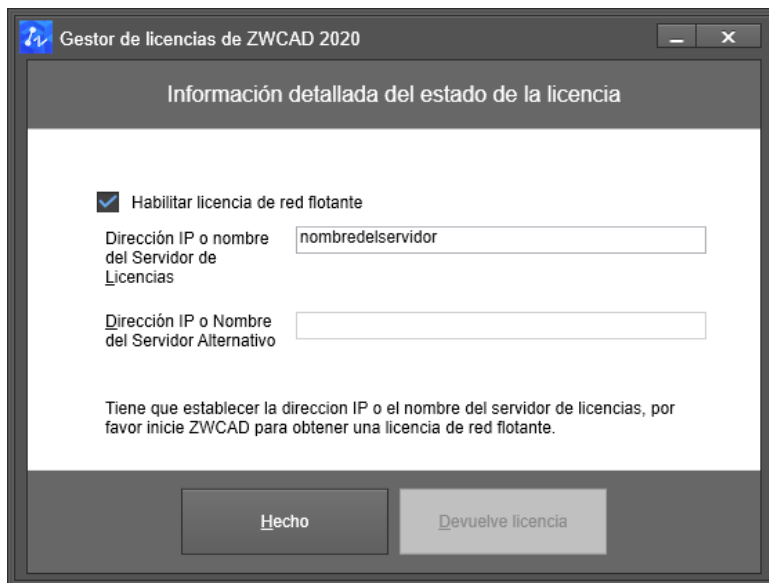 Gestor de licencias de ZWCAD 2020
Información detallada del estado de la licencia
Habilitar licencia de red flotante
Dirección IP o nombre
del Servidor de
Licencias
nombredelservidor
Dirección IP o Nombre
del Servidor Alternativo
Tiene que establecer la direccion IP o el nombre del servidor de licencias, por
favor inicie ZWCAD para obtener una licencia de red flotante.
Hecho
Devuelve licencia